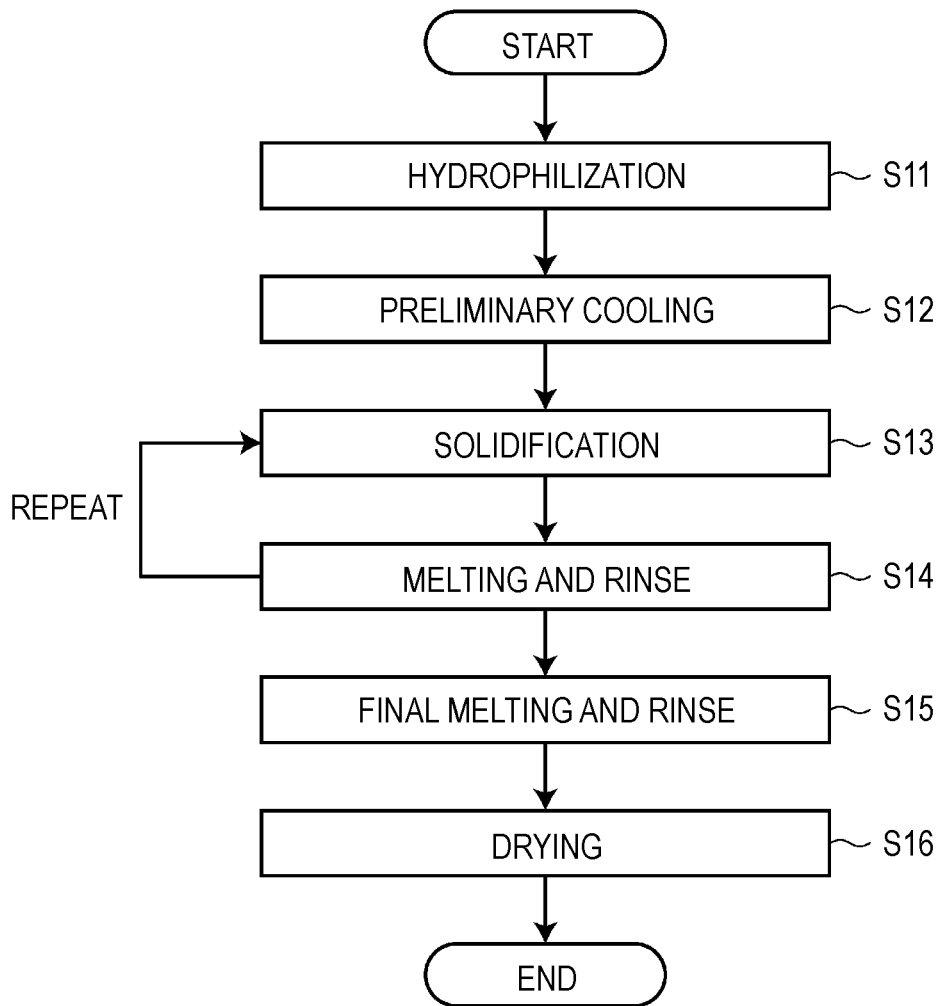 START
HYDROPHILIZATION S11
PRELIMINARY COOLING S12
SOLIDIFICATION S13
REPEAT
MELTING AND RINSE S14
FINAL MELTING AND RINSE S15
DRYING S16
END